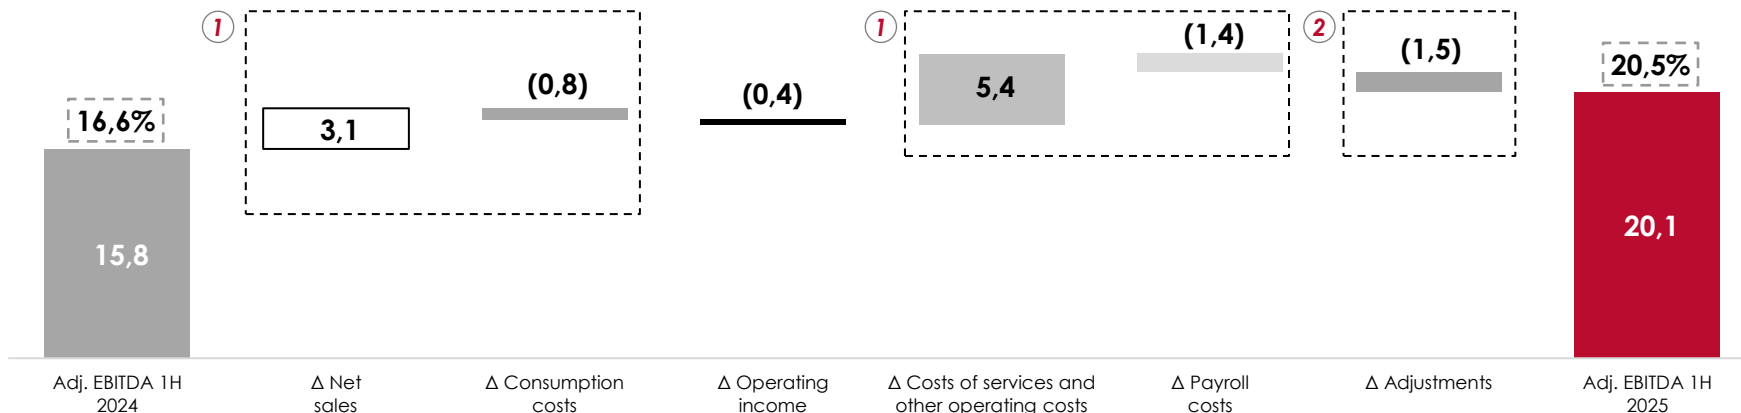 1
1
2
(1,4)
(1,5)
20,5%
(0,8)
(0,4)
5,4
16,6%
3,1
15,8
20,1
Adj. EBITDA 1H
2024
Δ Net
sales
Δ Consumption
costs
Δ Operating
income
Δ Costs of services and
other operating costs
Δ Payroll
costs
Δ Adjustments
Adj. EBITDA 1H
2025